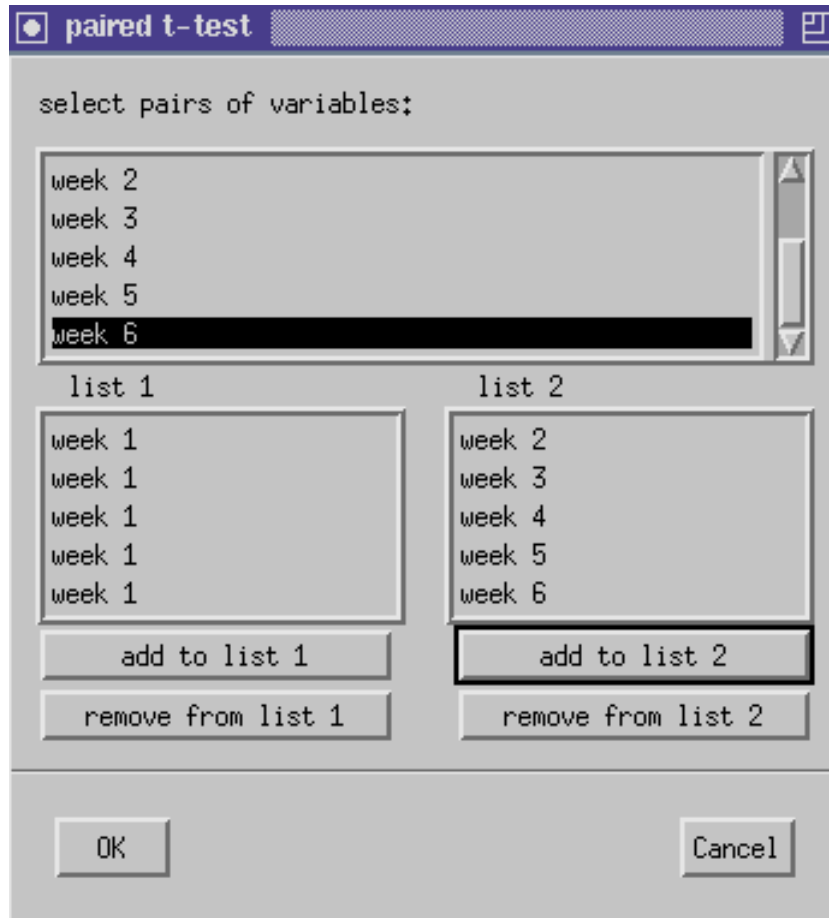 paired t-test
select pairs of variables:
week 2
week 3
week 4
week 5
week 6
list 1
list 2
week 1
week 1
week 1
week 1
week 1
week 2
week 3
week 4
week 5
week 6
add to list 1
add to list 2
remove from list 1
remove from list 2
OK
Cancel